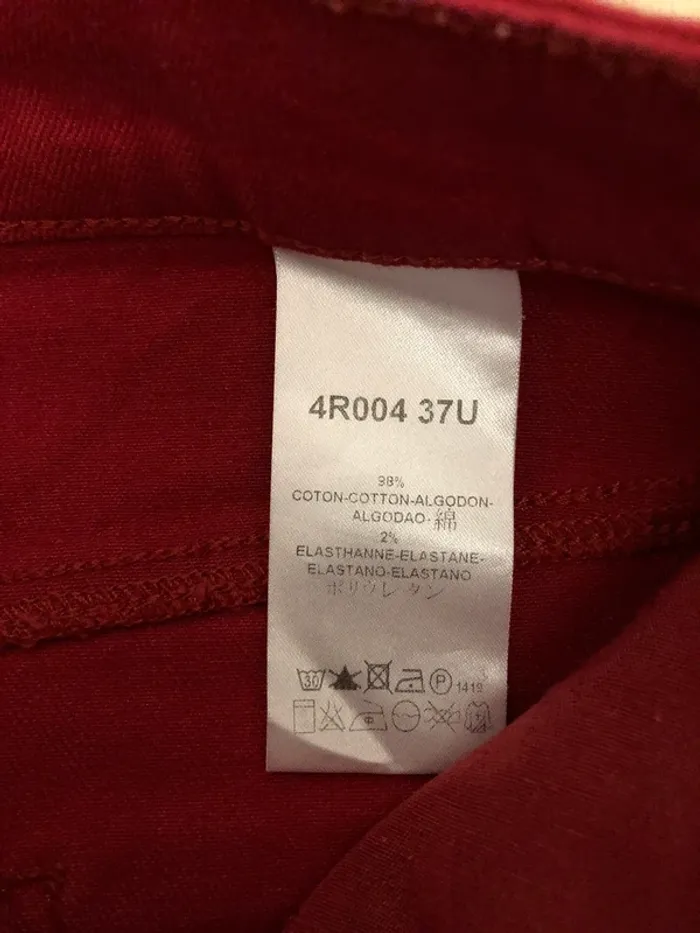 4R004 37U
98%
COTON-COTTON-ALGODON-
ALGODAO-綿
2%
ELASTHANNE-ELASTANE-
ELASTANO-ELASTANO
ポリウレタン
30 P 1419